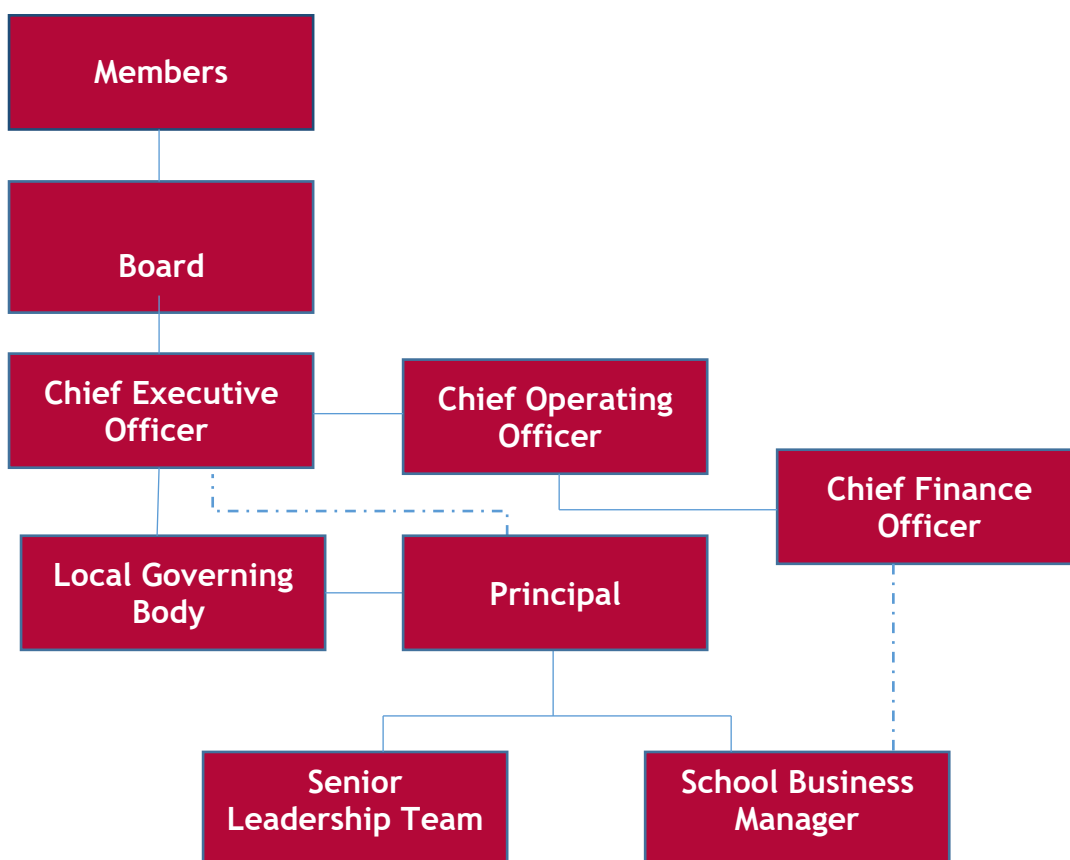 Members
Board
Chief Executive
Officer
Chief Operating
Officer
Chief Finance
Officer
Local Governing
Body
Principal
Senior
Leadership Team
School Business
Manager